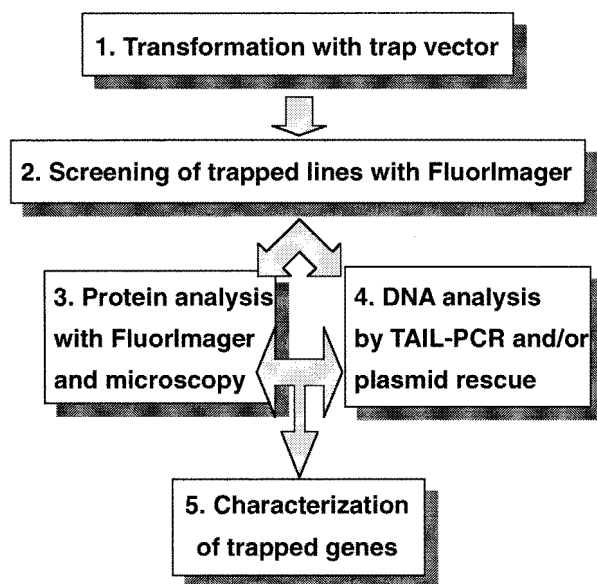 1. Transformation with trap vector
2. Screening of trapped lines with FluorImager
3. Protein analysis
with FluorImager
and microscopy
4. DNA analysis
by TAIL-PCR and/or
plasmid rescue
5. Characterization
of trapped genes